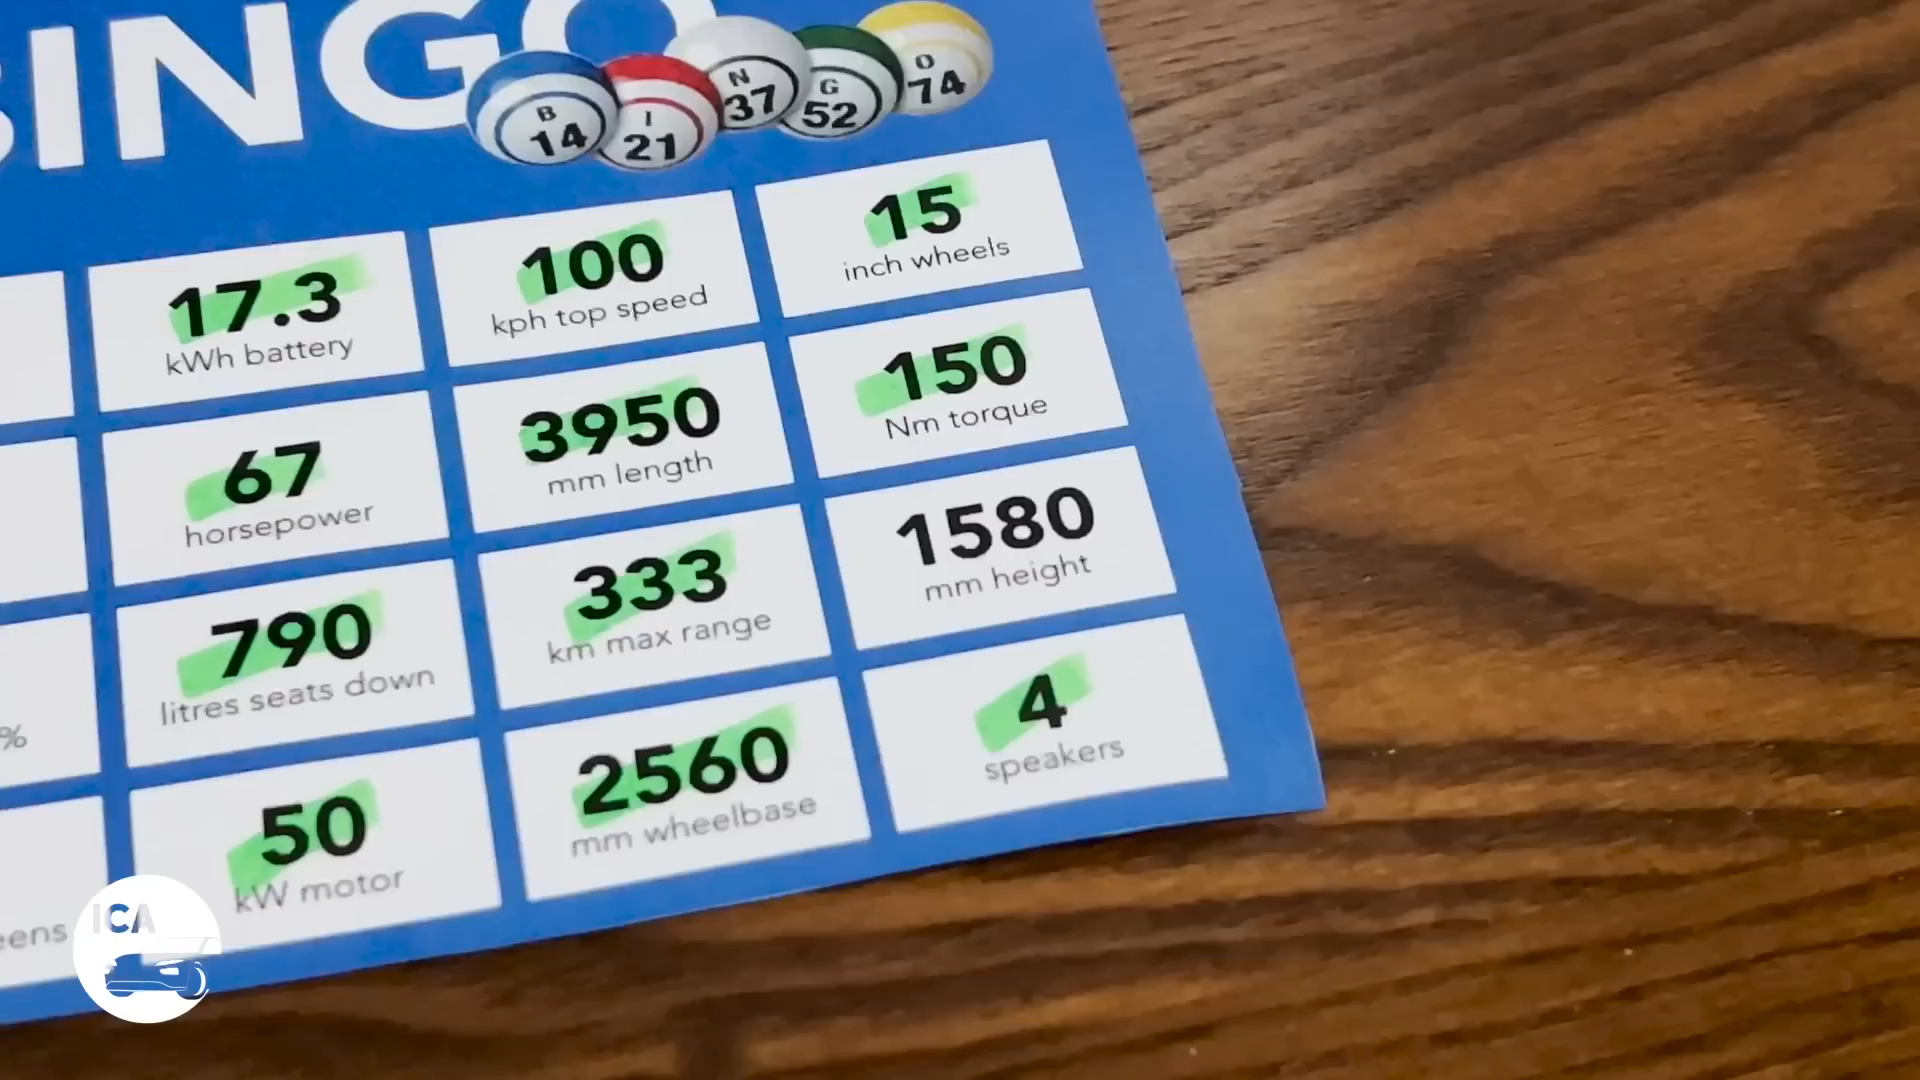 BINGO
B 14
I 21
N 37
G 52
O 74
17.3
kWh battery
100
kph top speed
15
inch wheels
67
horsepower
3950
mm length
150
Nm torque
%
790
litres seats down
333
km max range
1580
mm height
50
kW motor
2560
mm wheelbase
4
speakers
ICA